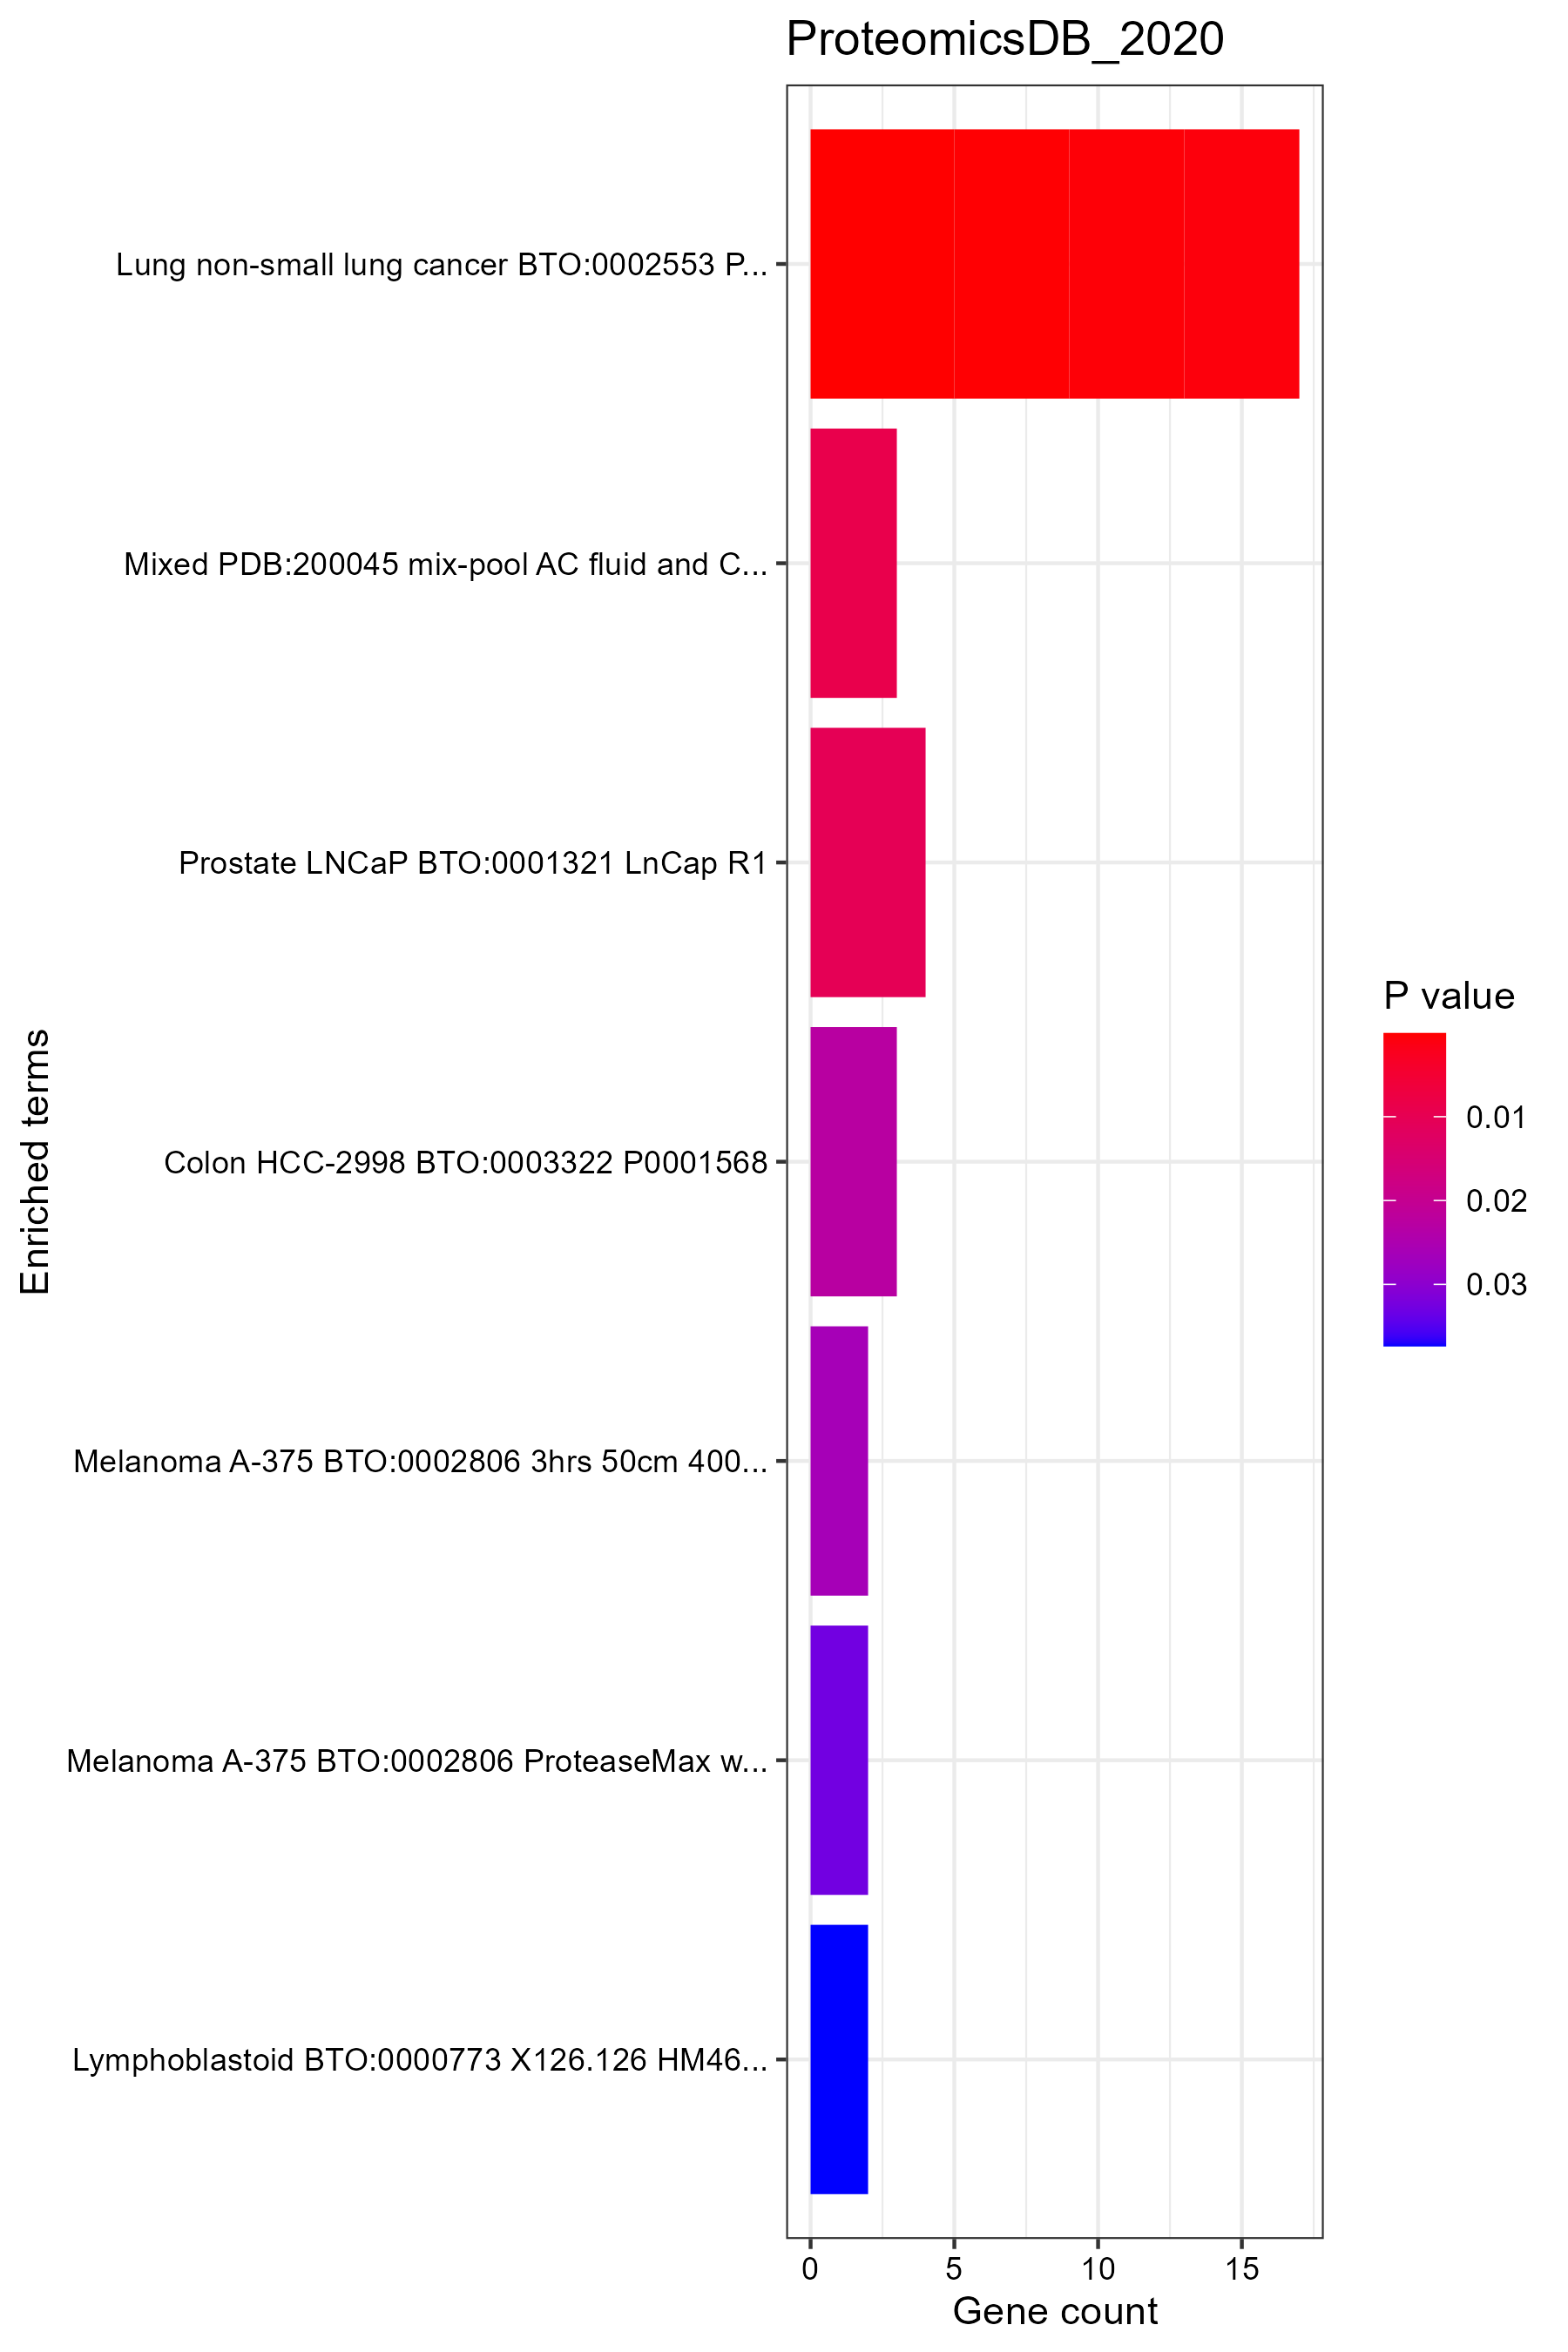 ProteomicsDB_2020
Lung non-small lung cancer BTO:0002553 P...
Mixed PDB:200045 mix-pool AC fluid and C...
Prostate LNCaP BTO:0001321 LnCap R1
Colon HCC-2998 BTO:0003322 P0001568
Melanoma A-375 BTO:0002806 3hrs 50cm 400...
Melanoma A-375 BTO:0002806 ProteaseMax w...
Lymphoblastoid BTO:0000773 X126.126 HM46...
Enriched terms
0 5 10 15
Gene count
P value
0.01
0.02
0.03